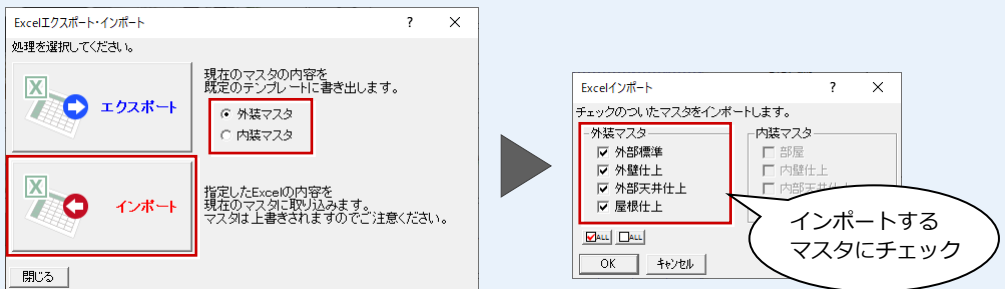 Excelエクスポート・インポート ? ×
処理を選択してください。
エクスポート
現在のマスタの内容を
既定のテンプレートに書き出します。
外装マスタ
内装マスタ
インポート
指定したExcelの内容を
現在のマスタに取り込みます。
マスタは上書きされますのでご注意ください。
閉じる
Excelインポート ? ×
チェックのついたマスタをインポートします。
外装マスタ
外部標準
外壁仕上
外部天井仕上
屋根仕上
内装マスタ
部屋
内壁仕上
ALL ALL
OK キャンセル
インポートする
マスタにチェック